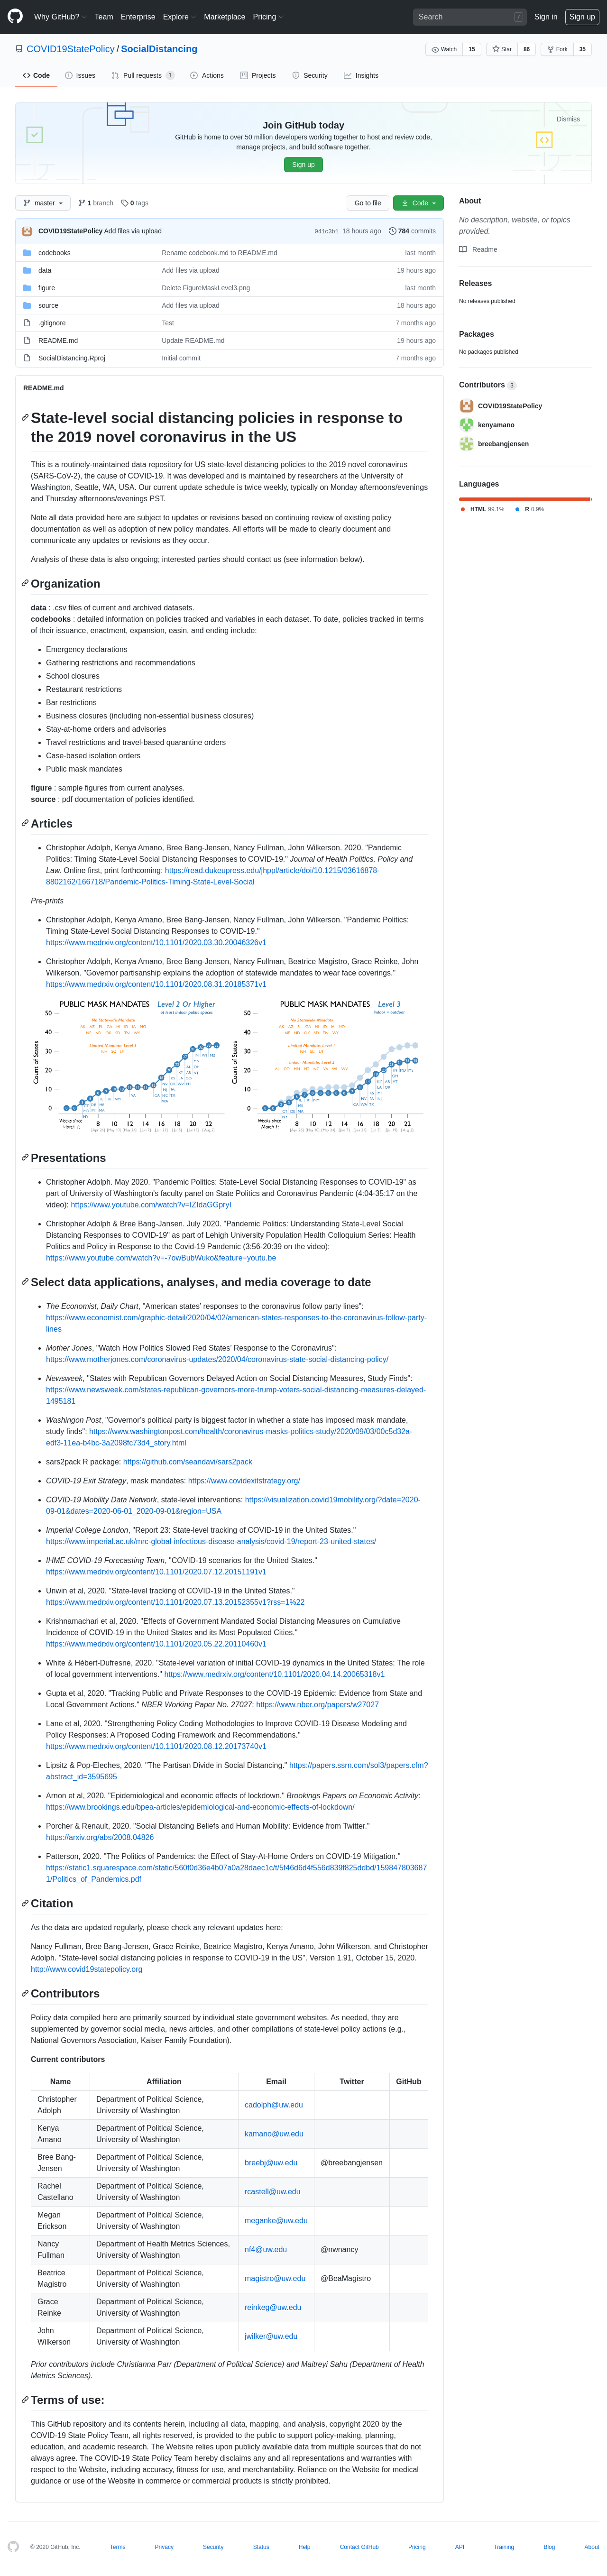 Why GitHub? Team Enterprise Explore Marketplace Pricing Search / Sign in Sign up
COVID19StatePolicy / SocialDistancing
Watch 15 Star 86 Fork 35
Code Issues Pull requests 1 Actions Projects Security Insights
Join GitHub today
Dismiss
GitHub is home to over 50 million developers working together to host and review code,
manage projects, and build software together.
Sign up
master 1 branch 0 tags Go to file Code
COVID19StatePolicy Add files via upload 941c3b1 18 hours ago 784 commits
codebooks Rename codebook.md to README.md last month
data Add files via upload 19 hours ago
figure Delete FigureMaskLevel3.png last month
source Add files via upload 18 hours ago
.gitignore Test 7 months ago
README.md Update README.md 19 hours ago
SocialDistancing.Rproj Initial commit 7 months ago
About
No description, website, or topics
provided.
Readme
Releases
No releases published
Packages
No packages published
Contributors 3
COVID19StatePolicy
kenyamano
breebangjensen
Languages
HTML 99.1% R 0.9%
README.md
State-level social distancing policies in response to
the 2019 novel coronavirus in the US
This is a routinely-maintained data repository for US state-level distancing policies to the 2019 novel coronavirus
(SARS-CoV-2), the cause of COVID-19. It was developed and is maintained by researchers at the University of
Washington, Seattle, WA, USA. Our current update schedule is twice weekly, typically on Monday afternoons/evenings
and Thursday afternoons/evenings PST.
Note all data provided here are subject to updates or revisions based on continuing review of existing policy
documentation as well as adoption of new policy mandates. All efforts will be made to clearly document and
communicate any updates or revisions as they occur.
Analysis of these data is also ongoing; interested parties should contact us (see information below).
Organization
data : .csv files of current and archived datasets.
codebooks : detailed information on policies tracked and variables in each dataset. To date, policies tracked in terms
of their issuance, enactment, expansion, easin, and ending include:
Emergency declarations
Gathering restrictions and recommendations
School closures
Restaurant restrictions
Bar restrictions
Business closures (including non-essential business closures)
Stay-at-home orders and advisories
Travel restrictions and travel-based quarantine orders
Case-based isolation orders
Public mask mandates
figure : sample figures from current analyses.
source : pdf documentation of policies identified.
Articles
Christopher Adolph, Kenya Amano, Bree Bang-Jensen, Nancy Fullman, John Wilkerson. 2020. "Pandemic
Politics: Timing State-Level Social Distancing Responses to COVID-19." Journal of Health Politics, Policy and
Law. Online first, print forthcoming: https://read.dukeupress.edu/jhppl/article/doi/10.1215/03616878-
8802162/166718/Pandemic-Politics-Timing-State-Level-Social
Pre-prints
Christopher Adolph, Kenya Amano, Bree Bang-Jensen, Nancy Fullman, John Wilkerson. "Pandemic Politics:
Timing State-Level Social Distancing Responses to COVID-19."
https://www.medrxiv.org/content/10.1101/2020.03.30.20046326v1
Christopher Adolph, Kenya Amano, Bree Bang-Jensen, Nancy Fullman, Beatrice Magistro, Grace Reinke, John
Wilkerson. "Governor partisanship explains the adoption of statewide mandates to wear face coverings."
https://www.medrxiv.org/content/10.1101/2020.08.31.20185371v1
PUBLIC MASK MANDATES Level 2 Or Higher
at least indoor public spaces
PUBLIC MASK MANDATES Level 3
indoor + outdoor
Count of States
Count of States
Presentations
Christopher Adolph. May 2020. "Pandemic Politics: State-Level Social Distancing Responses to COVID-19" as
part of University of Washington's faculty panel on State Politics and Coronavirus Pandemic (4:04-35:17 on the
video): https://www.youtube.com/watch?v=IZIdaGGpryI
Christopher Adolph & Bree Bang-Jensen. July 2020. "Pandemic Politics: Understanding State-Level Social
Distancing Responses to COVID-19" as part of Lehigh University Population Health Colloquium Series: Health
Politics and Policy in Response to the Covid-19 Pandemic (3:56-20:39 on the video):
https://www.youtube.com/watch?v=-7owBubWuko&feature=youtu.be
Select data applications, analyses, and media coverage to date
The Economist, Daily Chart, "American states' responses to the coronavirus follow party lines":
https://www.economist.com/graphic-detail/2020/04/02/american-states-responses-to-the-coronavirus-follow-party-
lines
Mother Jones, "Watch How Politics Slowed Red States' Response to the Coronavirus":
https://www.motherjones.com/coronavirus-updates/2020/04/coronavirus-state-social-distancing-policy/
Newsweek, "States with Republican Governors Delayed Action on Social Distancing Measures, Study Finds":
https://www.newsweek.com/states-republican-governors-more-trump-voters-social-distancing-measures-delayed-
1495181
Washingon Post, "Governor's political party is biggest factor in whether a state has imposed mask mandate,
study finds": https://www.washingtonpost.com/health/coronavirus-masks-politics-study/2020/09/03/00c5d32a-
edf3-11ea-b4bc-3a2098fc73d4_story.html
sars2pack R package: https://github.com/seandavi/sars2pack
COVID-19 Exit Strategy, mask mandates: https://www.covidexitstrategy.org/
COVID-19 Mobility Data Network, state-level interventions: https://visualization.covid19mobility.org/?date=2020-
09-01&dates=2020-06-01_2020-09-01&region=USA
Imperial College London, "Report 23: State-level tracking of COVID-19 in the United States."
https://www.imperial.ac.uk/mrc-global-infectious-disease-analysis/covid-19/report-23-united-states/
IHME COVID-19 Forecasting Team, "COVID-19 scenarios for the United States."
https://www.medrxiv.org/content/10.1101/2020.07.12.20151191v1
Unwin et al, 2020. "State-level tracking of COVID-19 in the United States."
https://www.medrxiv.org/content/10.1101/2020.07.13.20152355v1?rss=1%22
Krishnamachari et al, 2020. "Effects of Government Mandated Social Distancing Measures on Cumulative
Incidence of COVID-19 in the United States and its Most Populated Cities."
https://www.medrxiv.org/content/10.1101/2020.05.22.20110460v1
White & Hébert-Dufresne, 2020. "State-level variation of initial COVID-19 dynamics in the United States: The role
of local government interventions." https://www.medrxiv.org/content/10.1101/2020.04.14.20065318v1
Gupta et al, 2020. "Tracking Public and Private Responses to the COVID-19 Epidemic: Evidence from State and
Local Government Actions." NBER Working Paper No. 27027: https://www.nber.org/papers/w27027
Lane et al, 2020. "Strengthening Policy Coding Methodologies to Improve COVID-19 Disease Modeling and
Policy Responses: A Proposed Coding Framework and Recommendations."
https://www.medrxiv.org/content/10.1101/2020.08.12.20173740v1
Lipsitz & Pop-Eleches, 2020. "The Partisan Divide in Social Distancing." https://papers.ssrn.com/sol3/papers.cfm?
abstract_id=3595695
Arnon et al, 2020. "Epidemiological and economic effects of lockdown." Brookings Papers on Economic Activity:
https://www.brookings.edu/bpea-articles/epidemiological-and-economic-effects-of-lockdown/
Porcher & Renault, 2020. "Social Distancing Beliefs and Human Mobility: Evidence from Twitter."
https://arxiv.org/abs/2008.04826
Patterson, 2020. "The Politics of Pandemics: the Effect of Stay-At-Home Orders on COVID-19 Mitigation."
https://static1.squarespace.com/static/560f0d36e4b07a0a28daec1c/t/5f46d6d4f556d839f825ddbd/159847803687
1/Politics_of_Pandemics.pdf
Citation
As the data are updated regularly, please check any relevant updates here:
Nancy Fullman, Bree Bang-Jensen, Grace Reinke, Beatrice Magistro, Kenya Amano, John Wilkerson, and Christopher
Adolph. "State-level social distancing policies in response to COVID-19 in the US". Version 1.91, October 15, 2020.
http://www.covid19statepolicy.org
Contributors
Policy data compiled here are primarily sourced by individual state government websites. As needed, they are
supplemented by governor social media, news articles, and other compilations of state-level policy actions (e.g.,
National Governors Association, Kaiser Family Foundation).
Current contributors
Name Affiliation Email Twitter GitHub
Christopher Adolph Department of Political Science, University of Washington cadolph@uw.edu
Kenya Amano Department of Political Science, University of Washington kamano@uw.edu
Bree Bang-Jensen Department of Political Science, University of Washington breebj@uw.edu @breebangjensen
Rachel Castellano Department of Political Science, University of Washington rcastell@uw.edu
Megan Erickson Department of Political Science, University of Washington meganke@uw.edu
Nancy Fullman Department of Health Metrics Sciences, University of Washington nf4@uw.edu @nwnancy
Beatrice Magistro Department of Political Science, University of Washington magistro@uw.edu @BeaMagistro
Grace Reinke Department of Political Science, University of Washington reinkeg@uw.edu
John Wilkerson Department of Political Science, University of Washington jwilker@uw.edu
Prior contributors include Christianna Parr (Department of Political Science) and Maitreyi Sahu (Department of Health
Metrics Sciences).
Terms of use:
This GitHub repository and its contents herein, including all data, mapping, and analysis, copyright 2020 by the
COVID-19 State Policy Team, all rights reserved, is provided to the public to support policy-making, planning,
education, and academic research. The Website relies upon publicly available data from multiple sources that do not
always agree. The COVID-19 State Policy Team hereby disclaims any and all representations and warranties with
respect to the Website, including accuracy, fitness for use, and merchantability. Reliance on the Website for medical
guidance or use of the Website in commerce or commercial products is strictly prohibited.
© 2020 GitHub, Inc. Terms Privacy Security Status Help Contact GitHub Pricing API Training Blog About